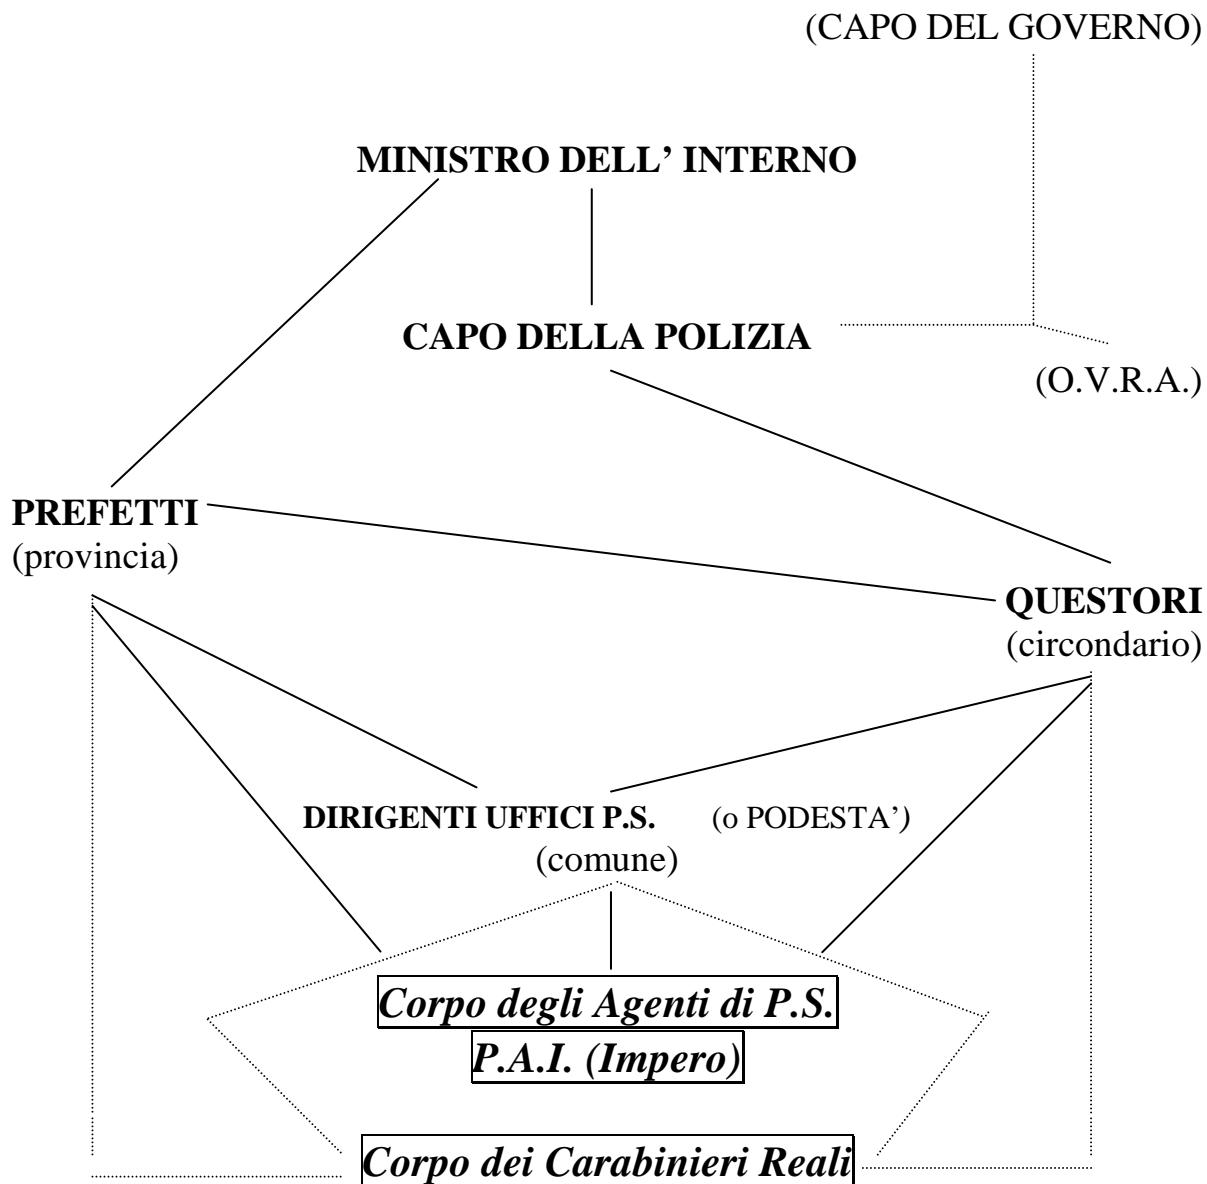 (CAPO DEL GOVERNO)
MINISTRO DELL’ INTERNO
CAPO DELLA POLIZIA
(O.V.R.A.)
PREFETTI
(provincia)
QUESTORI
(circondario)
DIRIGENTI UFFICI P.S. (o PODESTA’)
(comune)
Corpo degli Agenti di P.S.
P.A.I. (Impero)
Corpo dei Carabinieri Reali